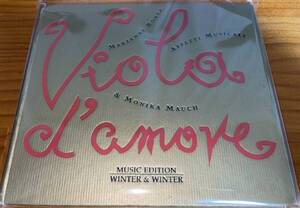 Marianne Rônez
Affetti Musicali
Viola
& Monika Mauch
d'amore
MUSIC EDITION
WINTER & WINTER